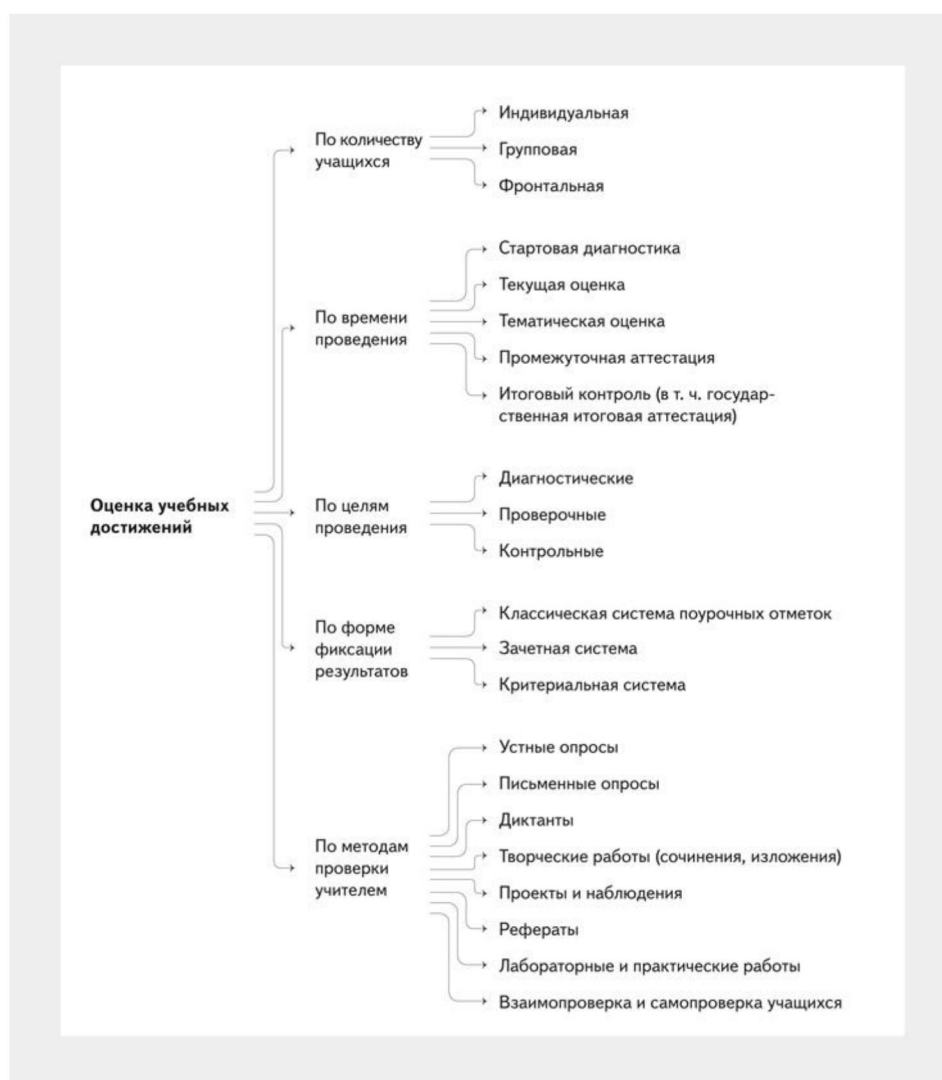 Оценка учебных
достижений
По количеству
учащихся
Индивидуальная
Групповая
Фронтальная
По времени
проведения
Стартовая диагностика
Текущая оценка
Тематическая оценка
Промежуточная аттестация
Итоговый контроль (в т. ч. государ-
ственная итоговая аттестация)
По целям
проведения
Диагностические
Проверочные
Контрольные
По форме
фиксации
результатов
Классическая система поурочных отметок
Зачетная система
Критериальная система
По методам
проверки
учителем
Устные опросы
Письменные опросы
Диктанты
Творческие работы (сочинения, изложения)
Проекты и наблюдения
Рефераты
Лабораторные и практические работы
Взаимопроверка и самопроверка учащихся